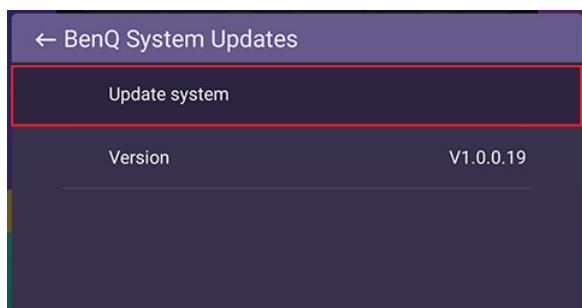 ← BenQ System Updates
Update system
Version V1.0.0.19